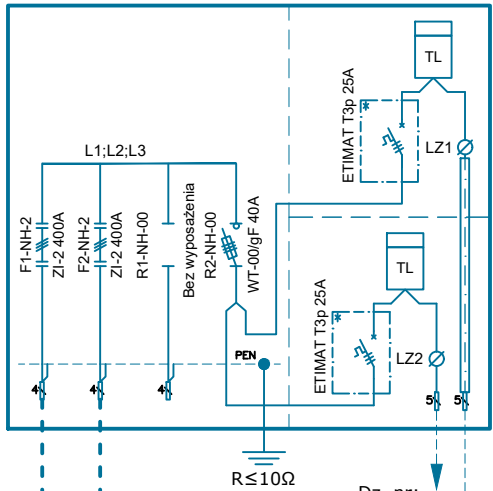 TL
ETIMAT T3p 25A
*
LZ1
L1;L2;L3
F1-NH-2
ZI-2 400A
F2-NH-2
ZI-2 400A
R1-NH-00
Bez wyposażenia
R2-NH-00
WT-00/gF 40A
TL
ETIMAT T3p 25A
*
LZ2
PEN
4
4
4
5
5
R≤10Ω